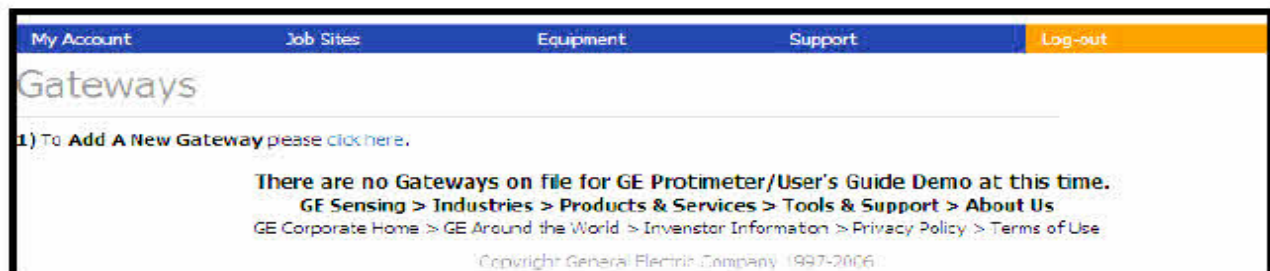 My Account Job Sites Equipment Support Log-out
Gateways
1) To Add A New Gateway please click here.
There are no Gateways on file for GE Protimeter/User's Guide Demo at this time.
GE Sensing > Industries > Products & Services > Tools & Support > About Us
GE Corporate Home > GE Around the World > Invenstor Information > Privacy Policy > Terms of Use
Copyright General Electric Company 1997-2006